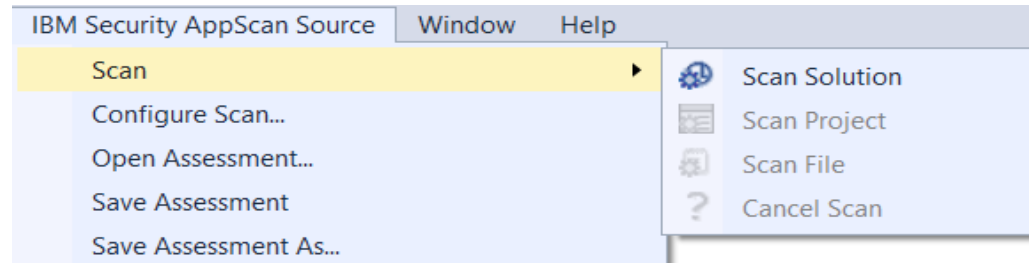 IBM Security AppScan Source Window Help
Scan
Configure Scan...
Open Assessment...
Save Assessment
Save Assessment As...
Scan Solution
Scan Project
Scan File
Cancel Scan